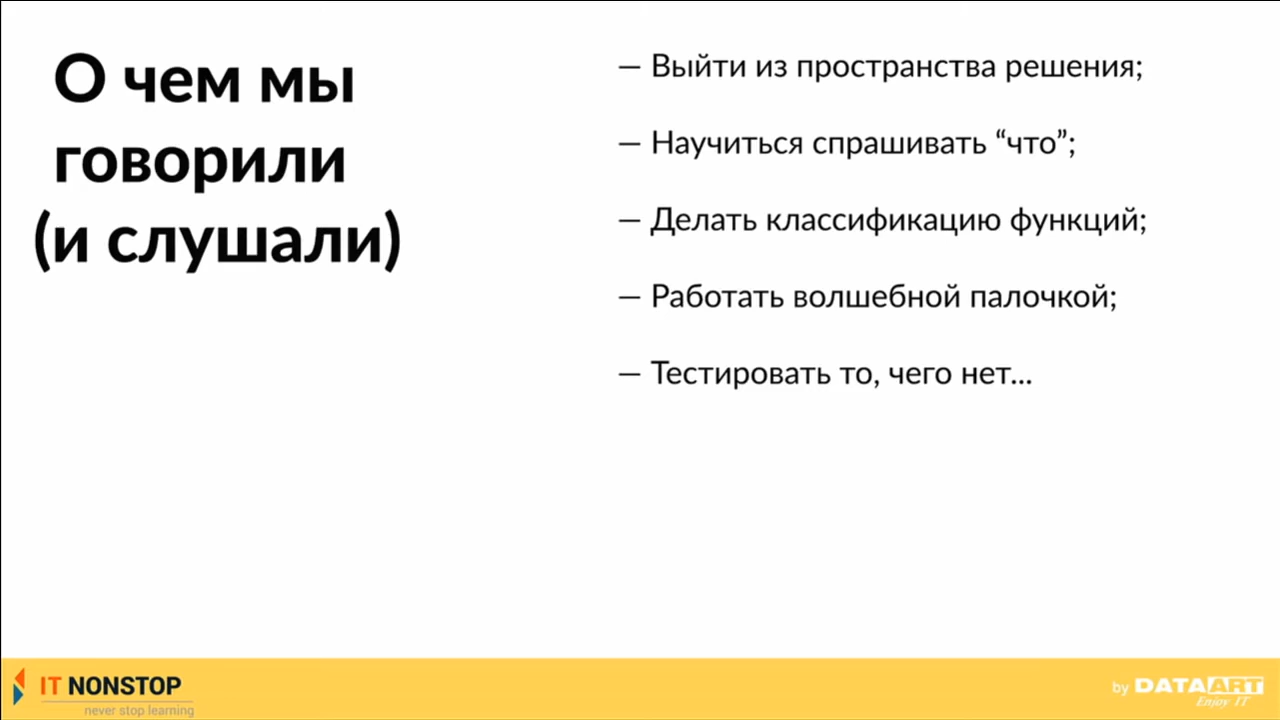 О чем мы
говорили
(и слушали)
— Выйти из пространства решения;
— Научиться спрашивать “что”;
— Делать классификацию функций;
— Работать волшебной палочкой;
— Тестировать то, чего нет...
IT NONSTOP
never stop learning
by DATAART
Enjoy IT